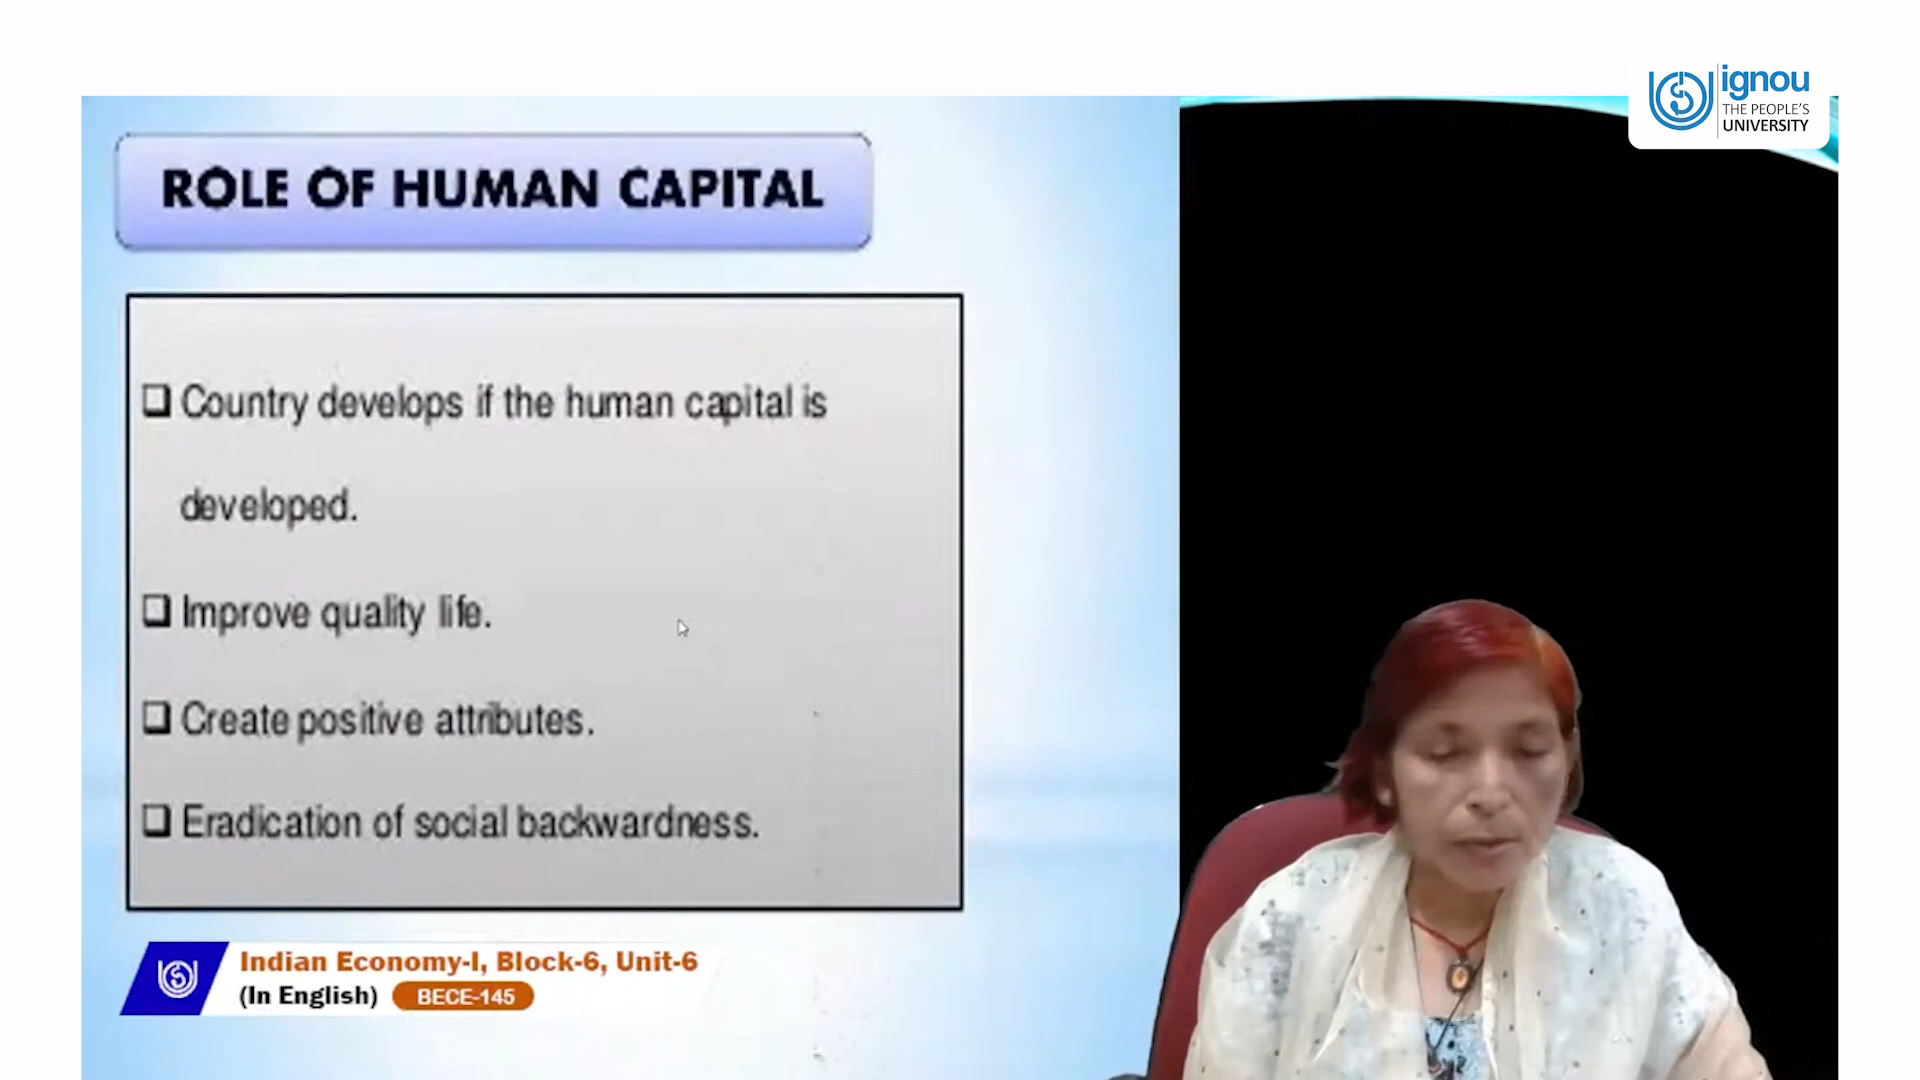 ignou
THE PEOPLE'S
UNIVERSITY
ROLE OF HUMAN CAPITAL
❑ Country develops if the human capital is
developed.
❑ Improve quality life.
❑ Create positive attributes.
❑ Eradication of social backwardness.
Indian Economy-I, Block-6, Unit-6
(In English) BECE-145